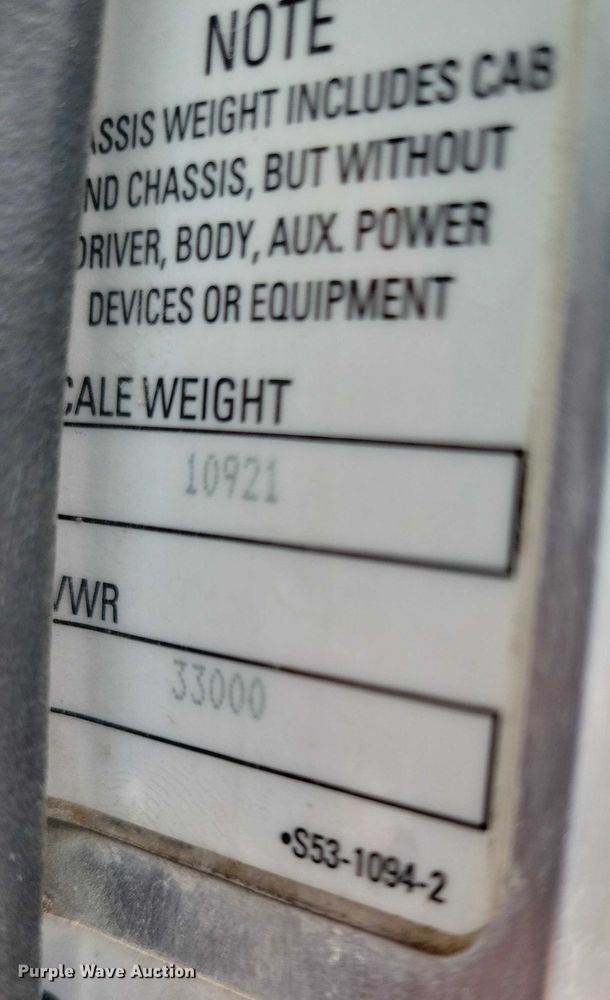 NOTE
ASSIS WEIGHT INCLUDES CAB
ND CHASSIS, BUT WITHOUT
DRIVER, BODY, AUX. POWER
DEVICES OR EQUIPMENT
CALE WEIGHT
10921
VWR
33000
•S53-1094-2
Purple Wave Auction